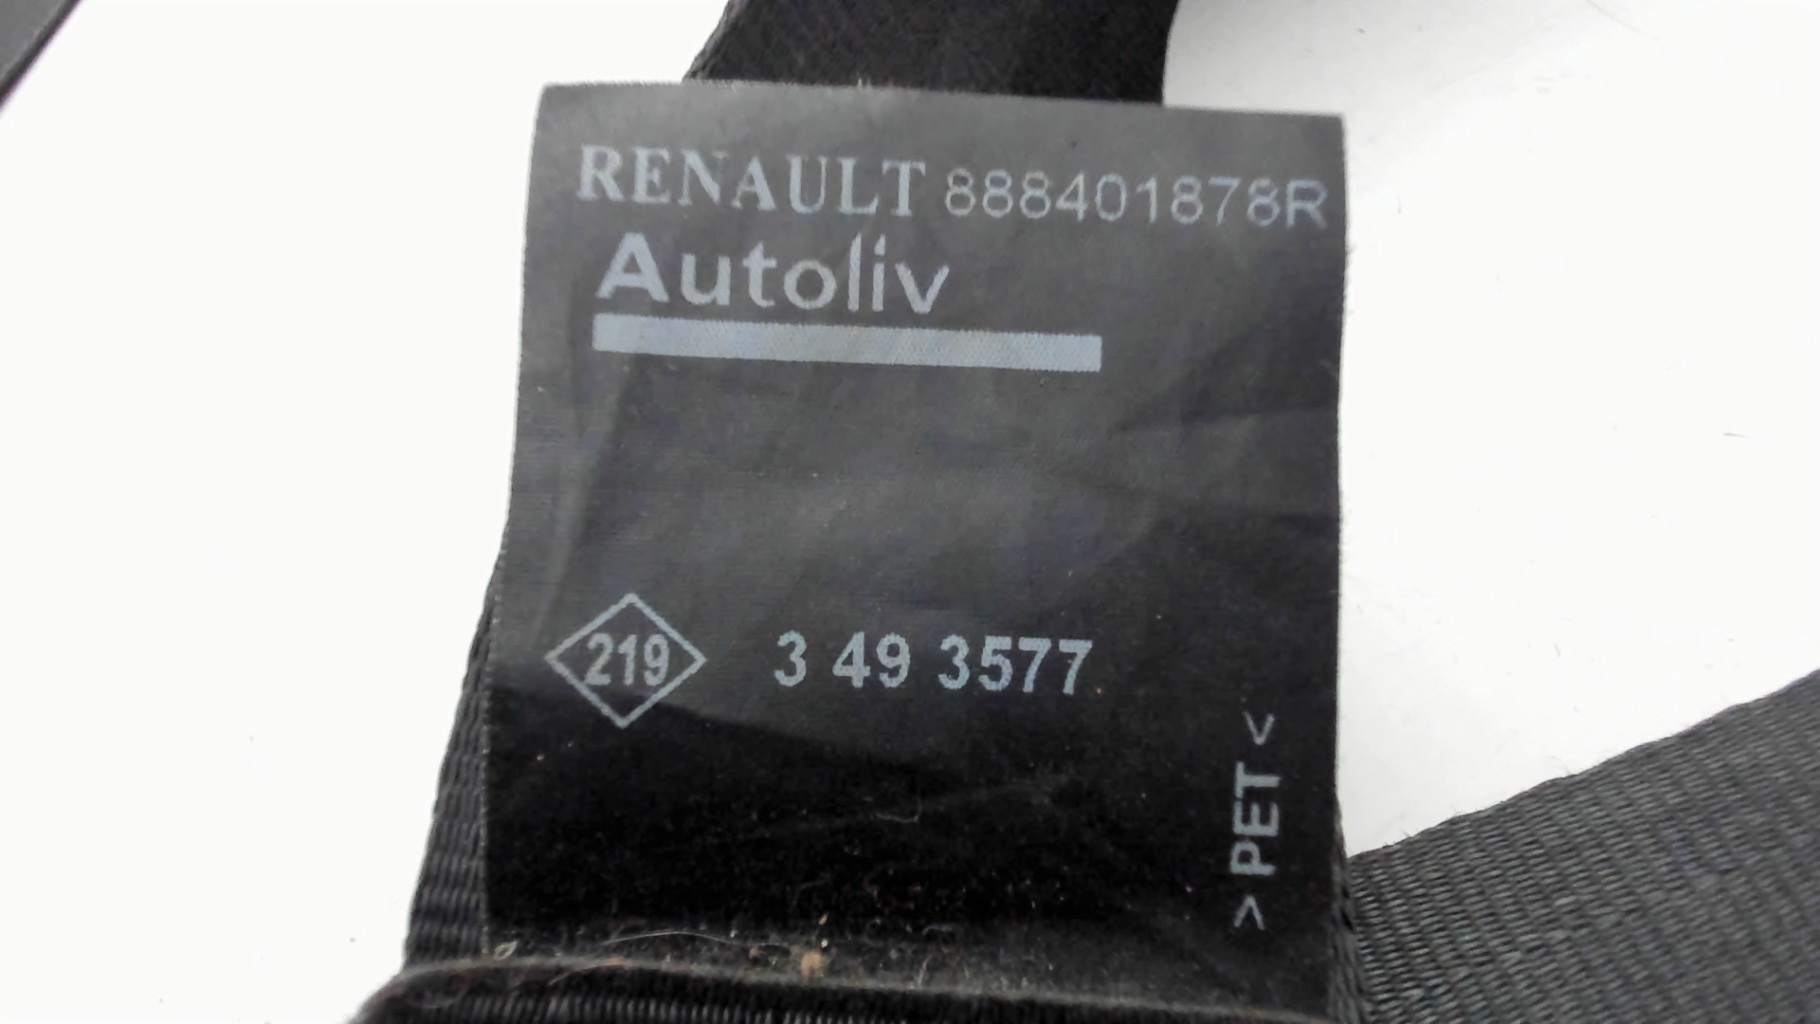 RENAULT 888401878R
Autoliv
219 3 49 3577
>PET<